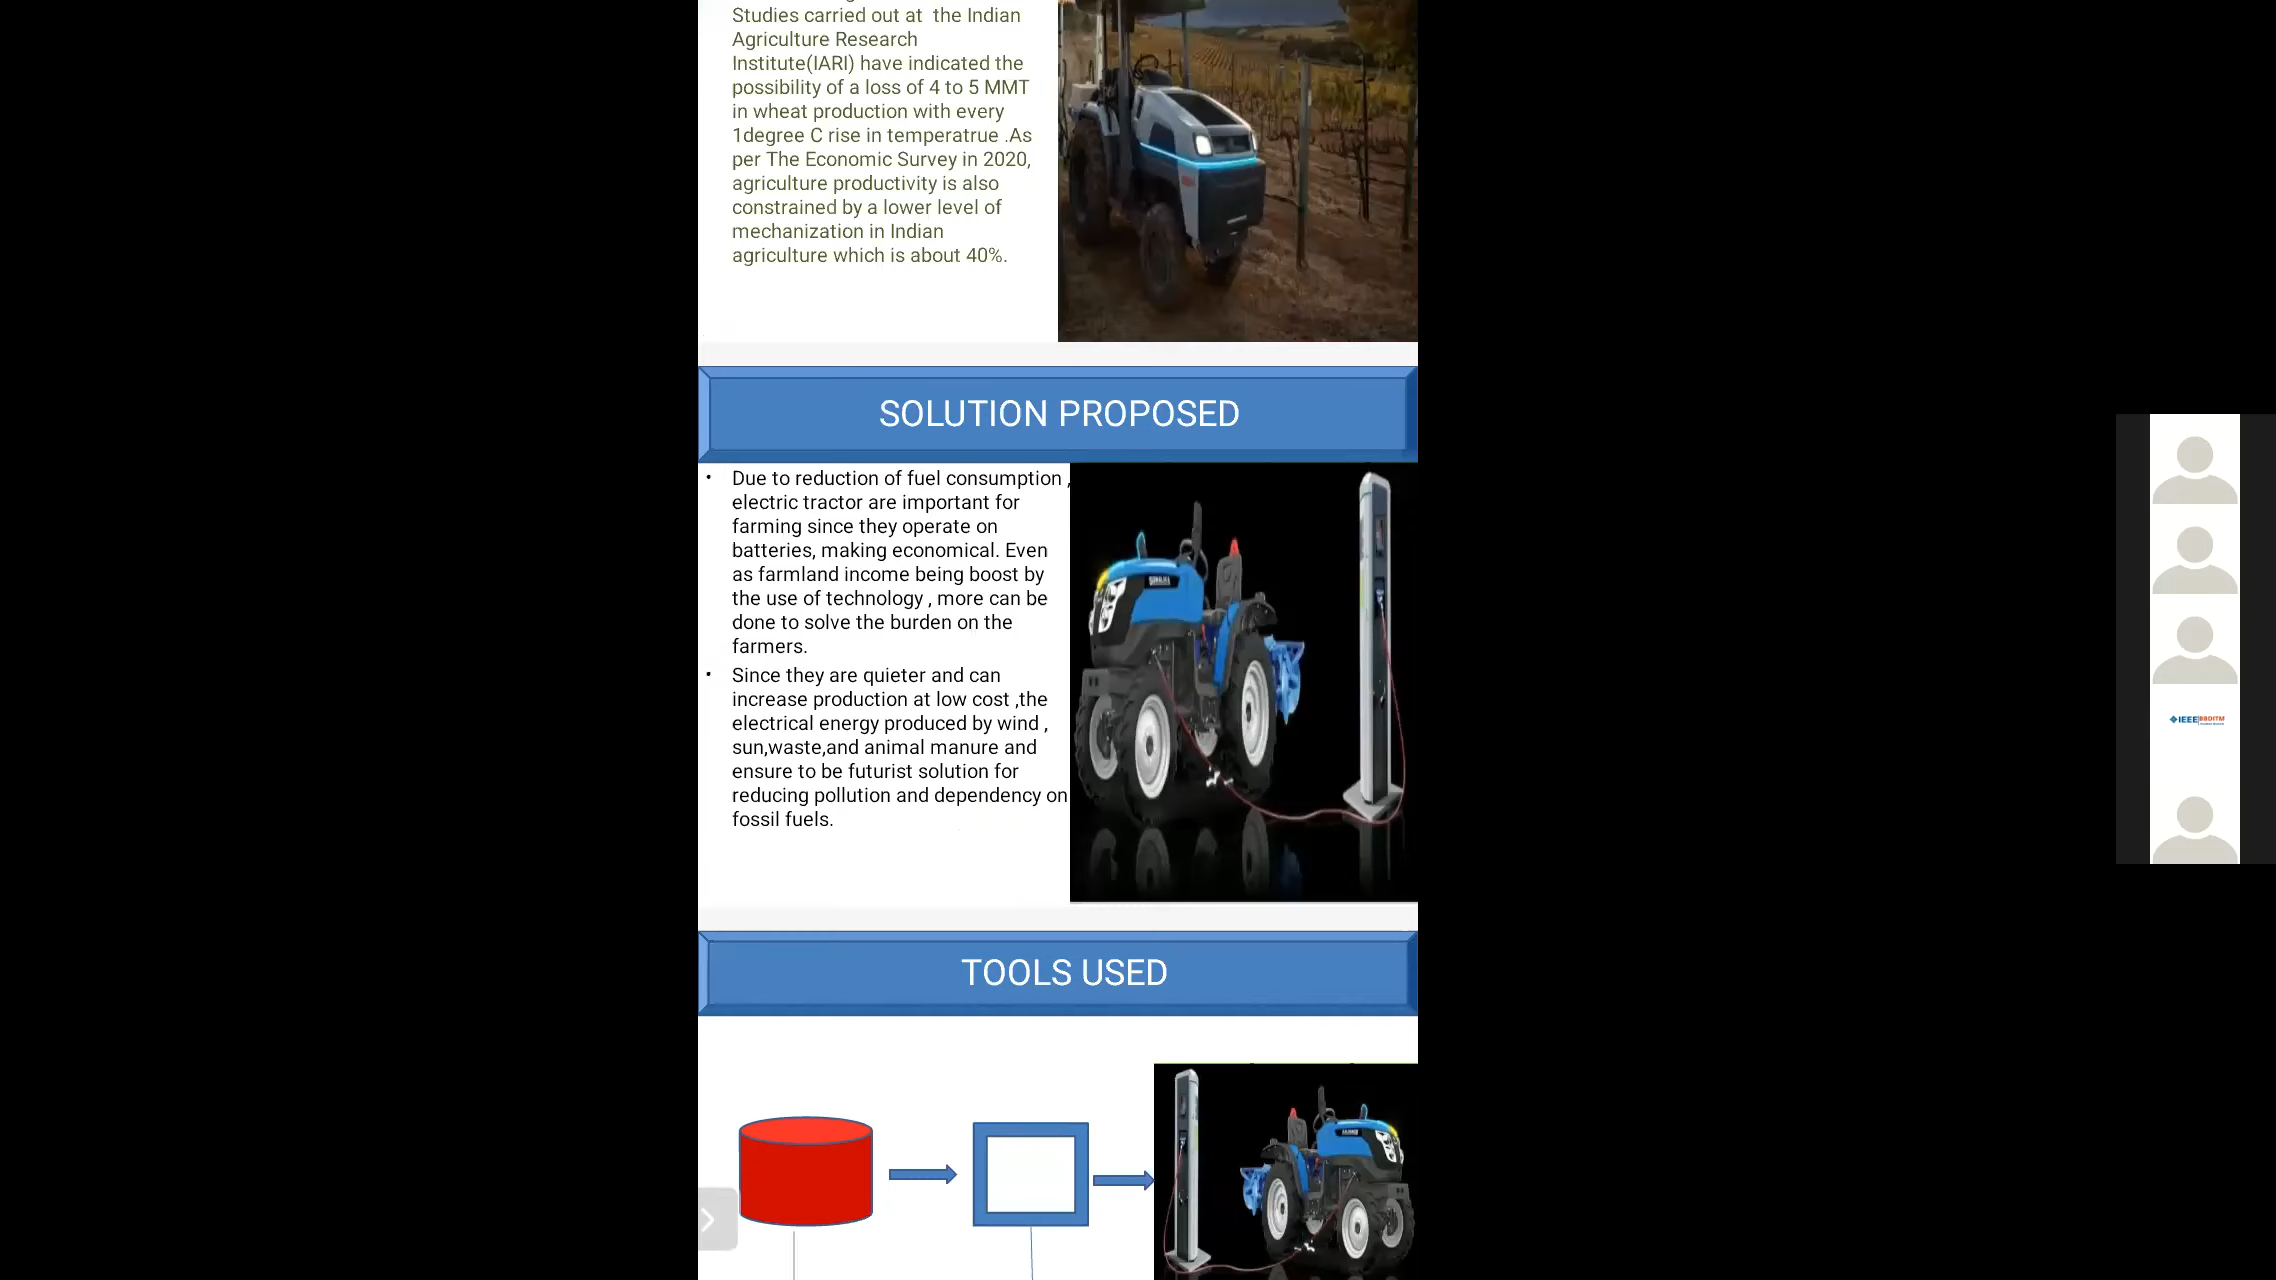 Studies carried out at  the Indian
Agriculture Research
Institute(IARI) have indicated the
possibility of a loss of 4 to 5 MMT
in wheat production with every
1degree C rise in temperatrue .As
per The Economic Survey in 2020,
agriculture productivity is also
constrained by a lower level of
mechanization in Indian
agriculture which is about 40%.
SOLUTION PROPOSED
• Due to reduction of fuel consumption ,
electric tractor are important for
farming since they operate on
batteries, making economical. Even
as farmland income being boost by
the use of technology , more can be
done to solve the burden on the
farmers.
• Since they are quieter and can
increase production at low cost ,the
electrical energy produced by wind ,
sun,waste,and animal manure and
ensure to be futurist solution for
reducing pollution and dependency on
fossil fuels.
TOOLS USED
IEEE BBDITM